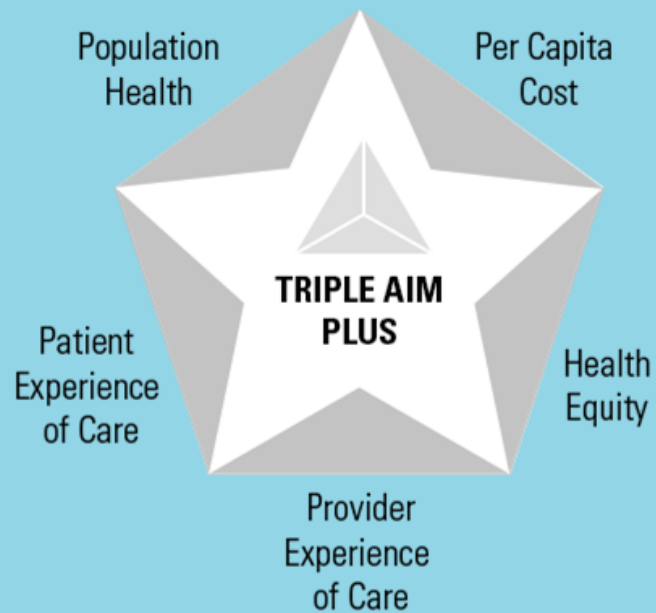 Population
Health
Per Capita
Cost
TRIPLE AIM
PLUS
Patient
Experience
of Care
Health
Equity
Provider
Experience
of Care